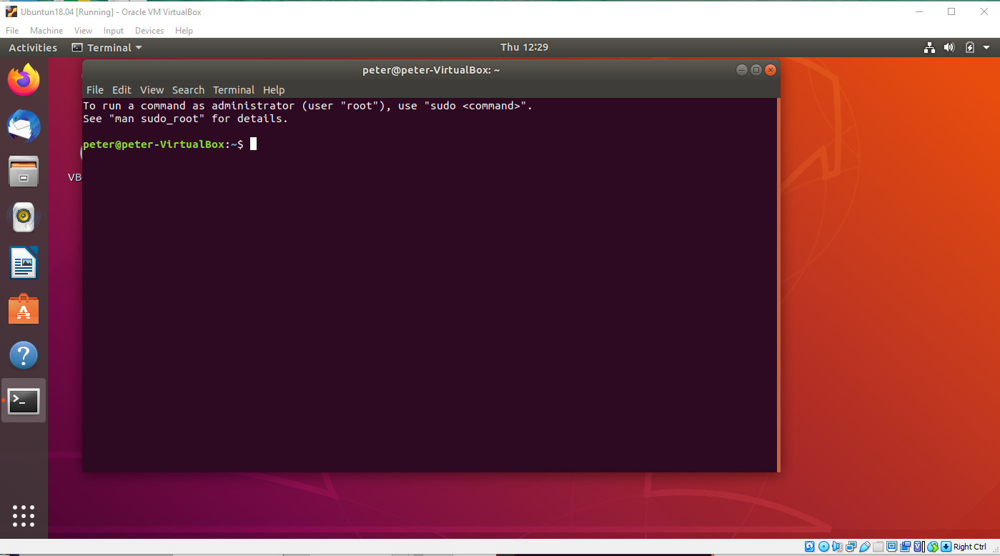 Ubuntun18.04 [Running] - Oracle VM VirtualBox
File Machine View Input Devices Help
Activities Terminal Thu 12:29
peter@peter-VirtualBox: ~
File Edit View Search Terminal Help
To run a command as administrator (user "root"), use "sudo <command>".
See "man sudo_root" for details.
peter@peter-VirtualBox:~$
VB
Right Ctrl